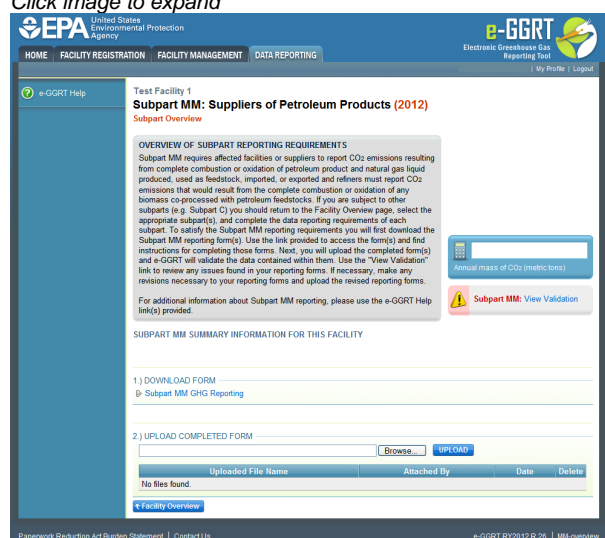 Click image to expand
EPA United States
Environmental Protection
Agency
e-GGRT
Electronic Greenhouse Gas
Reporting Tool
HOME FACILITY REGISTRATION FACILITY MANAGEMENT DATA REPORTING
| My Profile | Logout
? e-GGRT Help
Test Facility 1
Subpart MM: Suppliers of Petroleum Products (2012)
Subpart Overview
OVERVIEW OF SUBPART REPORTING REQUIREMENTS
Subpart MM requires affected facilities or suppliers to report CO2 emissions resulting
from complete combustion or oxidation of petroleum product and natural gas liquid
produced, used as feedstock, imported, or exported and refiners must report CO2
emissions that would result from the complete combustion or oxidation of any
biomass co-processed with petroleum feedstocks. If you are subject to other
subparts (e.g. Subpart C) you should return to the Facility Overview page, select the
appropriate subpart(s), and complete the data reporting requirements of each
subpart. To satisfy the Subpart MM reporting requirements you will first download the
Subpart MM reporting form(s). Use the link provided to access the form(s) and find
instructions for completing those forms. Next, you will upload the completed form(s)
and e-GGRT will validate the data contained within them. Use the "View Validation"
link to review any issues found in your reporting forms. If necessary, make any
revisions necessary to your reporting forms and upload the revised reporting forms.
For additional information about Subpart MM reporting, please use the e-GGRT Help
link(s) provided.
Annual mass of CO2 (metric tons)
Subpart MM: View Validation
SUBPART MM SUMMARY INFORMATION FOR THIS FACILITY
1.) DOWNLOAD FORM
Subpart MM GHG Reporting
2.) UPLOAD COMPLETED FORM
Browse... UPLOAD
Uploaded File Name Attached By Date Delete
No files found.
Facility Overview
Paperwork Reduction Act Burden Statement | Contact Us
e-GGRT RY2012.R.26 | MM-overview